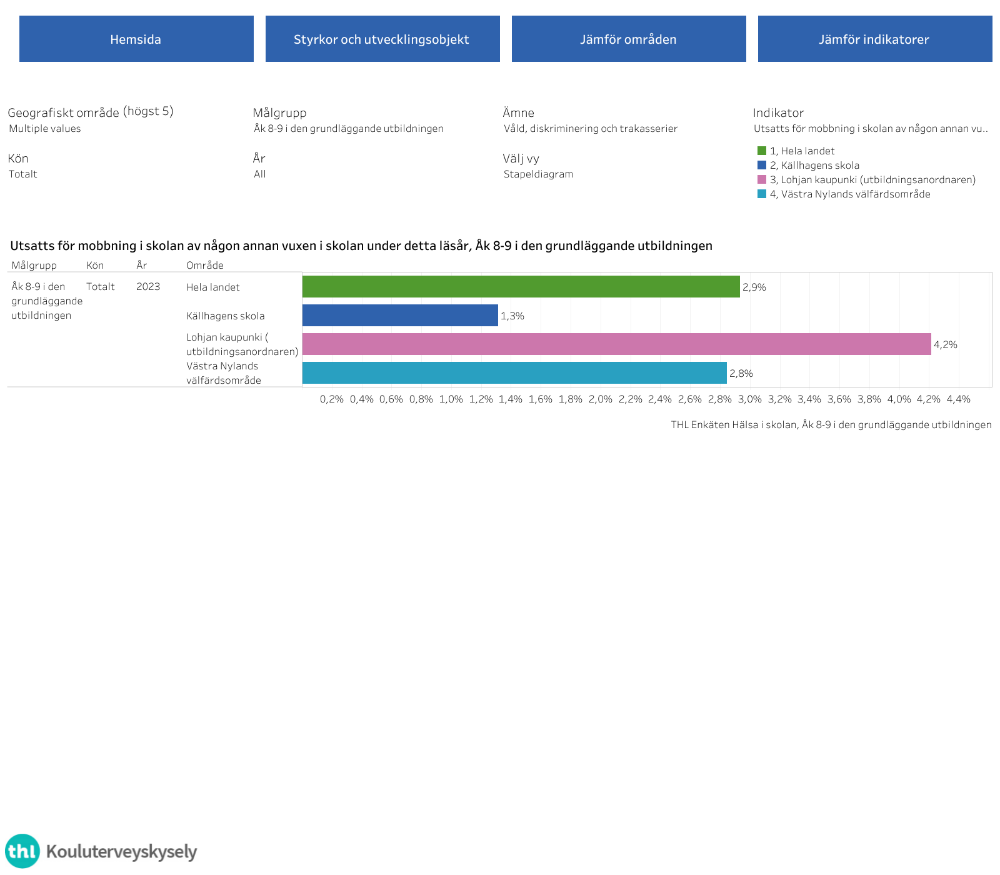 Hemsida
Styrkor och utvecklingsobjekt
Jämför områden
Jämför indikatorer
Geografiskt område (högst 5)
Multiple values
Målgrupp
Åk 8-9 i den grundläggande utbildningen
Ämne
Våld, diskriminering och trakasserier
Indikator
Utsatts för mobbning i skolan av någon annan vu..
Kön
Totalt
År
All
Välj vy
Stapeldiagram
1, Hela landet
2, Källhagens skola
3, Lohjan kaupunki (utbildningsanordnaren)
4, Västra Nylands välfärdsområde
Utsatts för mobbning i skolan av någon annan vuxen i skolan under detta läsår, Åk 8-9 i den grundläggande utbildningen
Målgrupp Kön År Område
Åk 8-9 i den
grundläggande
utbildningen
Totalt
2023
Hela landet
2,9%
Källhagens skola
1,3%
Lohjan kaupunki (
utbildningsanordnaren)
4,2%
Västra Nylands
välfärdsområde
2,8%
0,2% 0,4% 0,6% 0,8% 1,0% 1,2% 1,4% 1,6% 1,8% 2,0% 2,2% 2,4% 2,6% 2,8% 3,0% 3,2% 3,4% 3,6% 3,8% 4,0% 4,2% 4,4%
THL Enkäten Hälsa i skolan, Åk 8-9 i den grundläggande utbildningen
thl Kouluterveyskysely